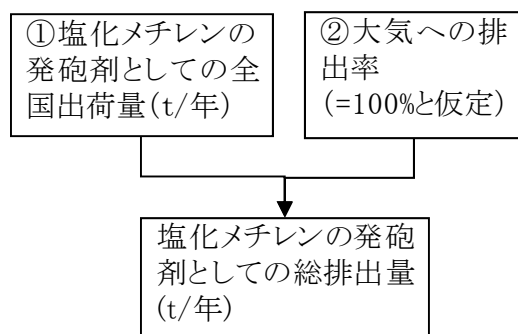 ①塩化メチレンの
発砲剤としての全
国出荷量(t/年)
②大気への排
出率
(=100%と仮定)
塩化メチレンの発砲
剤としての総排出量
(t/年)